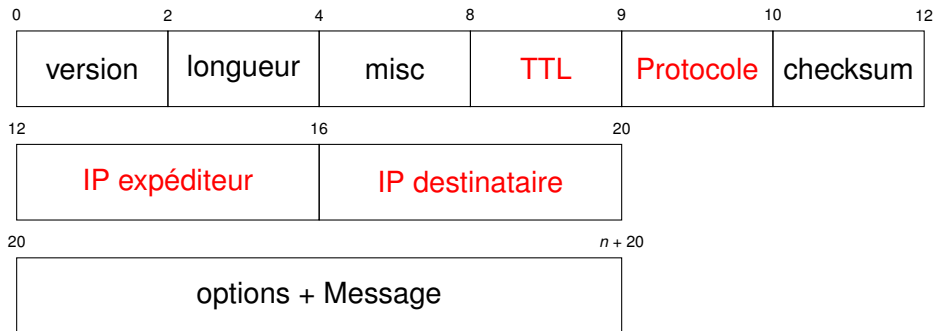 0 2 4 8 9 10 12
version longueur misc TTL Protocole checksum
12 16 20
IP expéditeur IP destinataire
20 n + 20
options + Message